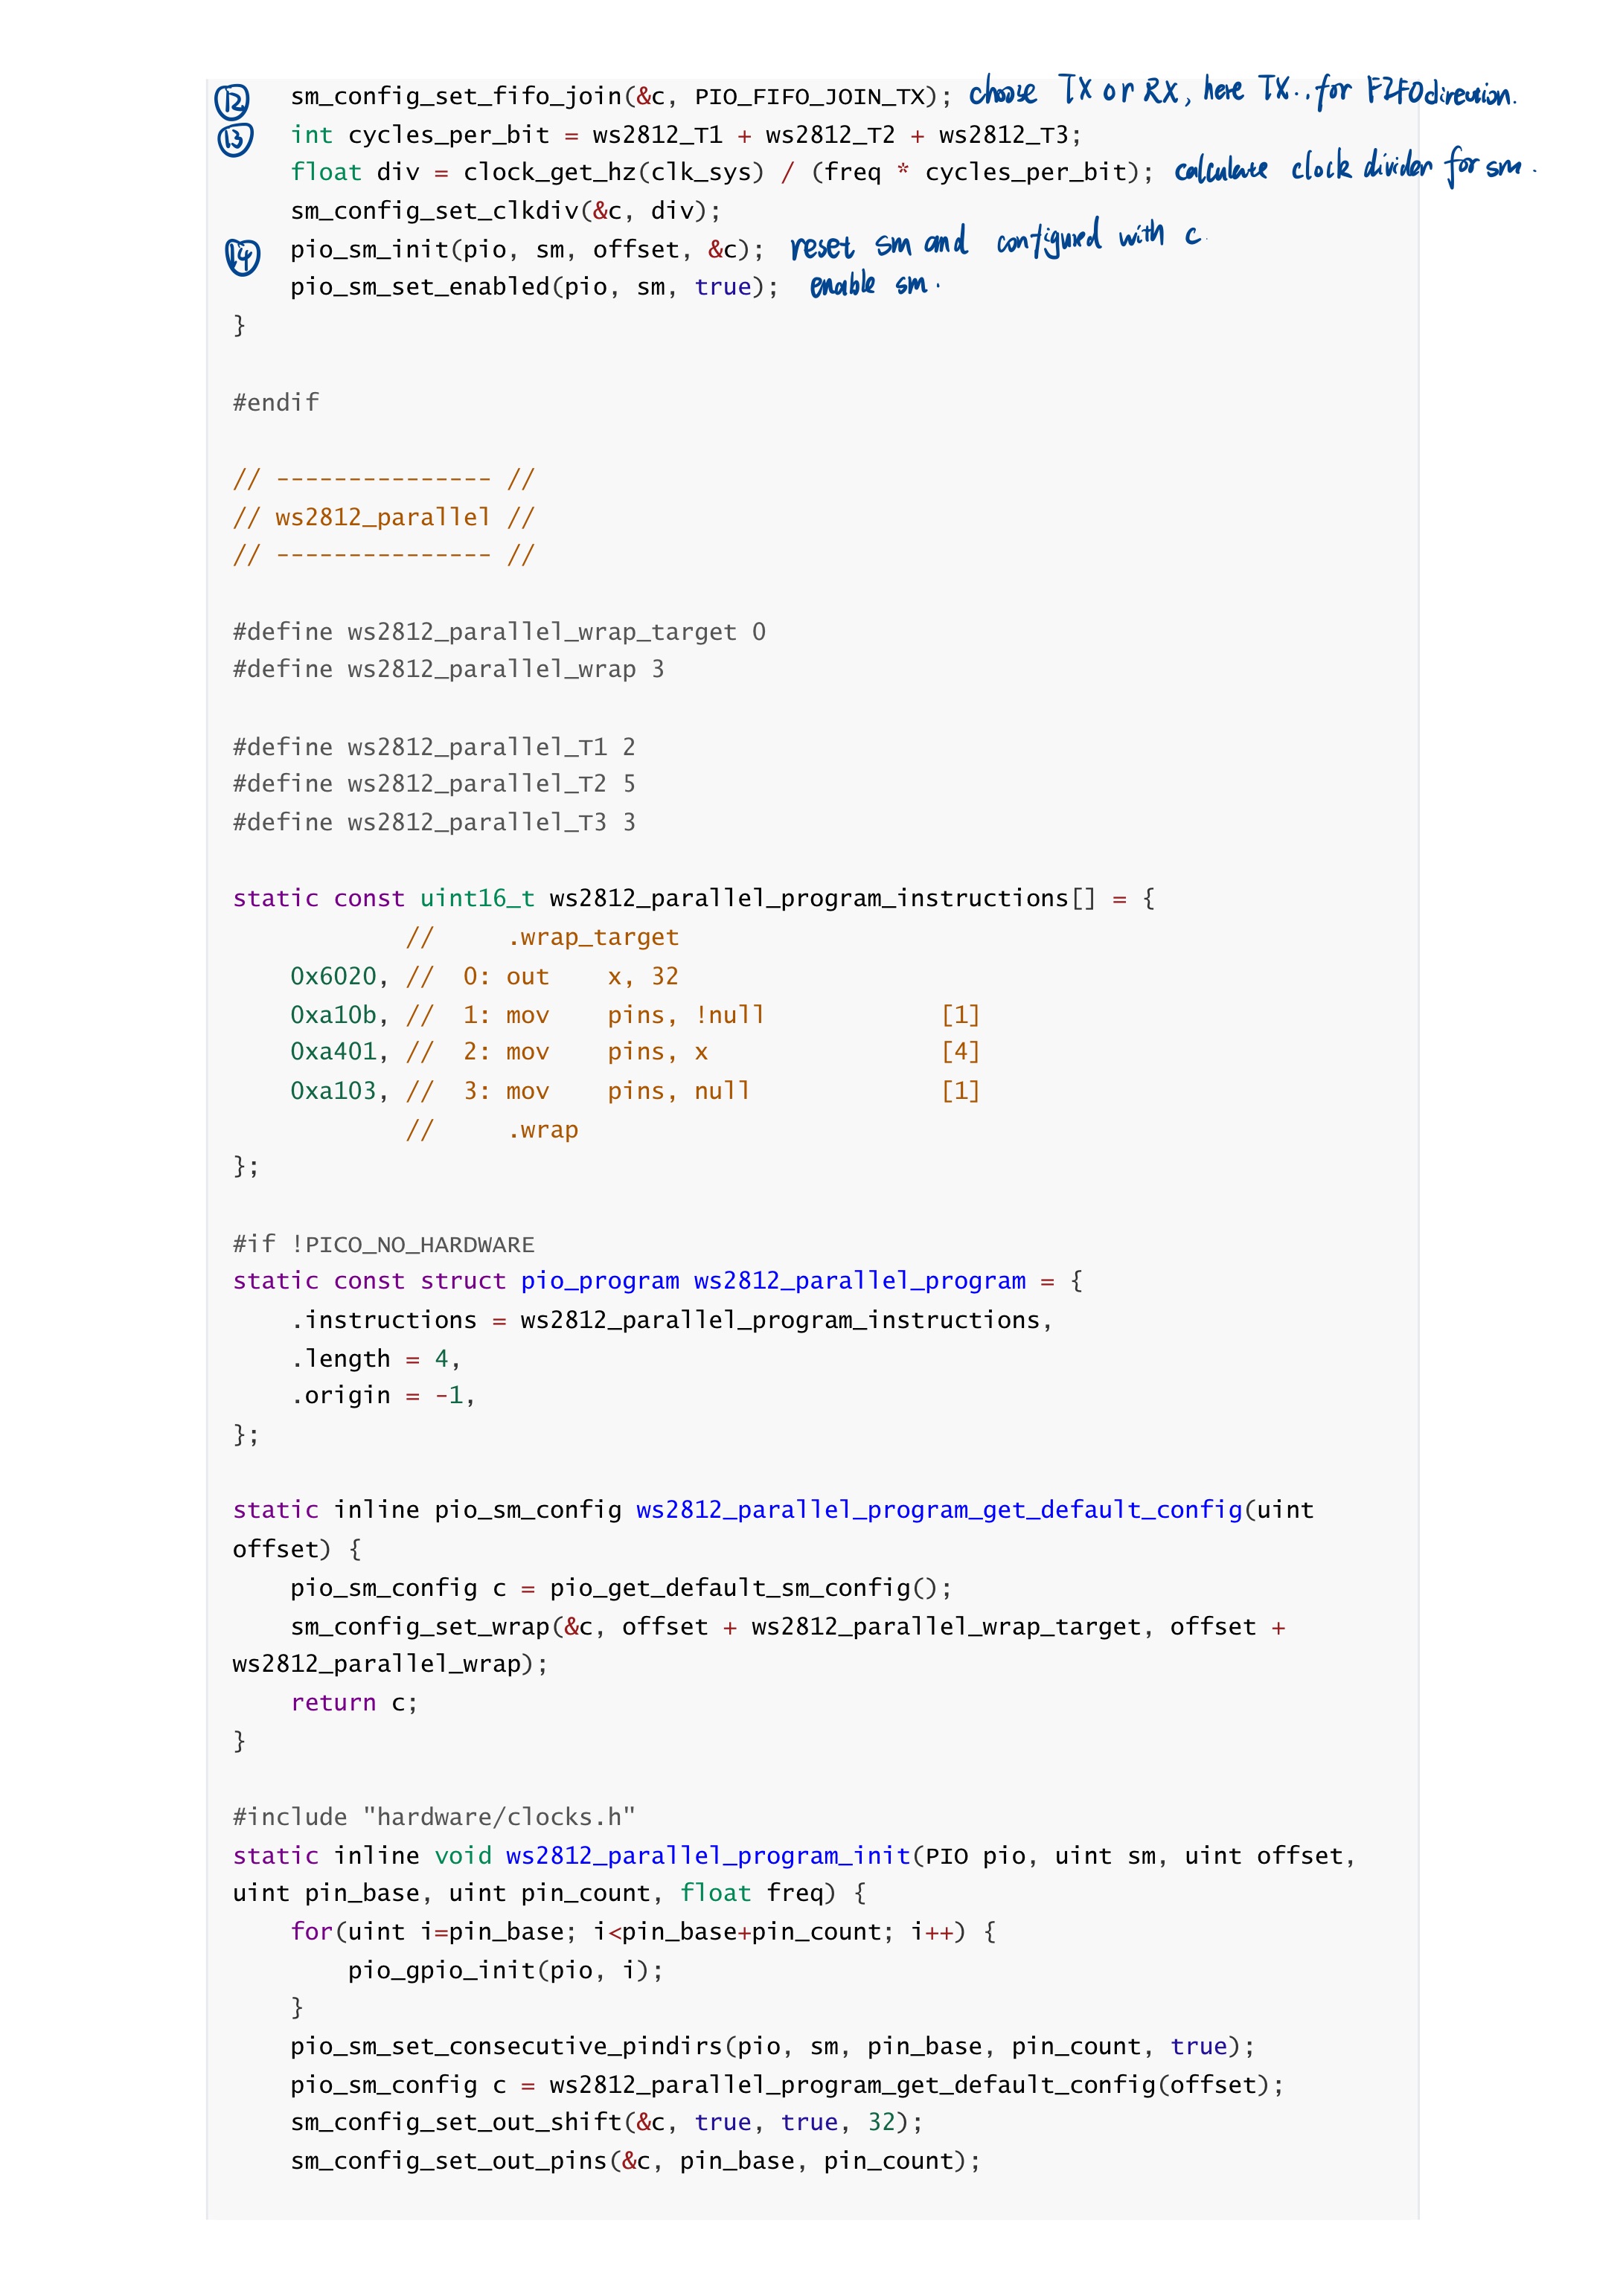 ⑫ sm_config_set_fifo_join(&c, PIO_FIFO_JOIN_TX); choose TX or RX, here TX.. for FIFO direction.
⑬ int cycles_per_bit = ws2812_T1 + ws2812_T2 + ws2812_T3;
float div = clock_get_hz(clk_sys) / (freq * cycles_per_bit); calculate clock divider for sm.
sm_config_set_clkdiv(&c, div);
⑭ pio_sm_init(pio, sm, offset, &c); reset sm and configured with c.
pio_sm_set_enabled(pio, sm, true); enable sm.
}
#endif
// --------------- //
// ws2812_parallel //
// --------------- //
#define ws2812_parallel_wrap_target 0
#define ws2812_parallel_wrap 3
#define ws2812_parallel_T1 2
#define ws2812_parallel_T2 5
#define ws2812_parallel_T3 3
static const uint16_t ws2812_parallel_program_instructions[] = {
//     .wrap_target
0x6020, //  0: out    x, 32
0xa10b, //  1: mov    pins, !null            [1]
0xa401, //  2: mov    pins, x                [4]
0xa103, //  3: mov    pins, null             [1]
//     .wrap
};
#if !PICO_NO_HARDWARE
static const struct pio_program ws2812_parallel_program = {
.instructions = ws2812_parallel_program_instructions,
.length = 4,
.origin = -1,
};
static inline pio_sm_config ws2812_parallel_program_get_default_config(uint
offset) {
pio_sm_config c = pio_get_default_sm_config();
sm_config_set_wrap(&c, offset + ws2812_parallel_wrap_target, offset +
ws2812_parallel_wrap);
return c;
}
#include "hardware/clocks.h"
static inline void ws2812_parallel_program_init(PIO pio, uint sm, uint offset,
uint pin_base, uint pin_count, float freq) {
for(uint i=pin_base; i<pin_base+pin_count; i++) {
pio_gpio_init(pio, i);
}
pio_sm_set_consecutive_pindirs(pio, sm, pin_base, pin_count, true);
pio_sm_config c = ws2812_parallel_program_get_default_config(offset);
sm_config_set_out_shift(&c, true, true, 32);
sm_config_set_out_pins(&c, pin_base, pin_count);